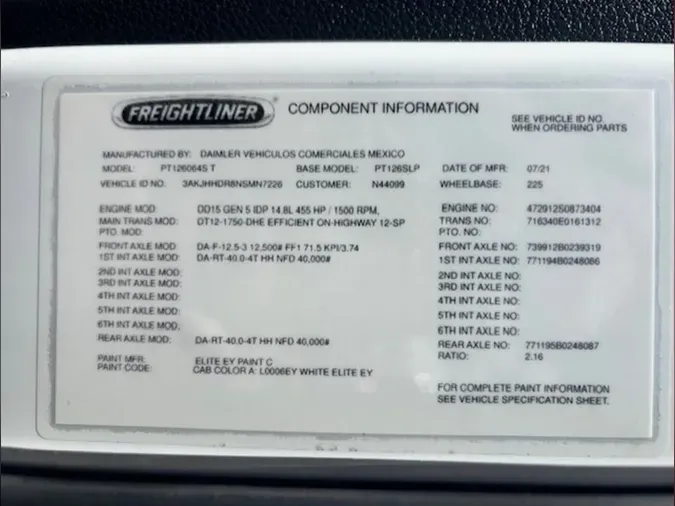 FREIGHTLINER COMPONENT INFORMATION
SEE VEHICLE ID NO.
WHEN ORDERING PARTS
MANUFACTURED BY: DAIMLER VEHICULOS COMERCIALES MEXICO
MODEL: PT126064S T BASE MODEL: PT126SLP DATE OF MFR: 07/21
VEHICLE ID NO. 3AKJHHDR8NSMN7226 CUSTOMER: N44099 WHEELBASE: 225
ENGINE MOD: DD15 GEN 5 IDP 14.8L 455 HP / 1500 RPM, ENGINE NO: 472912S0873404
MAIN TRANS MOD: DT12-1750-DHE EFFICIENT ON-HIGHWAY 12-SP TRANS NO: 716340E0161312
PTO. MOD: PTO. NO:
FRONT AXLE MOD: DA-F-12.5-3 12,500# FF1 71.5 KPI/3.74 FRONT AXLE NO: 739912B0239319
1ST INT AXLE MOD: DA-RT-40.0-4T HH NFD 40,000# 1ST INT AXLE NO: 771194B0248086
2ND INT AXLE MOD: 2ND INT AXLE NO:
3RD INT AXLE MOD: 3RD INT AXLE NO:
4TH INT AXLE MOD: 4TH INT AXLE NO:
5TH INT AXLE MOD: 5TH INT AXLE NO:
6TH INT AXLE MOD: 6TH INT AXLE NO:
REAR AXLE MOD: DA-RT-40.0-4T HH NFD 40,000# REAR AXLE NO: 771195B0248087
RATIO: 2.16
PAINT MFR: ELITE EY PAINT C
PAINT CODE: CAB COLOR A: L0006EY WHITE ELITE EY
FOR COMPLETE PAINT INFORMATION
SEE VEHICLE SPECIFICATION SHEET.